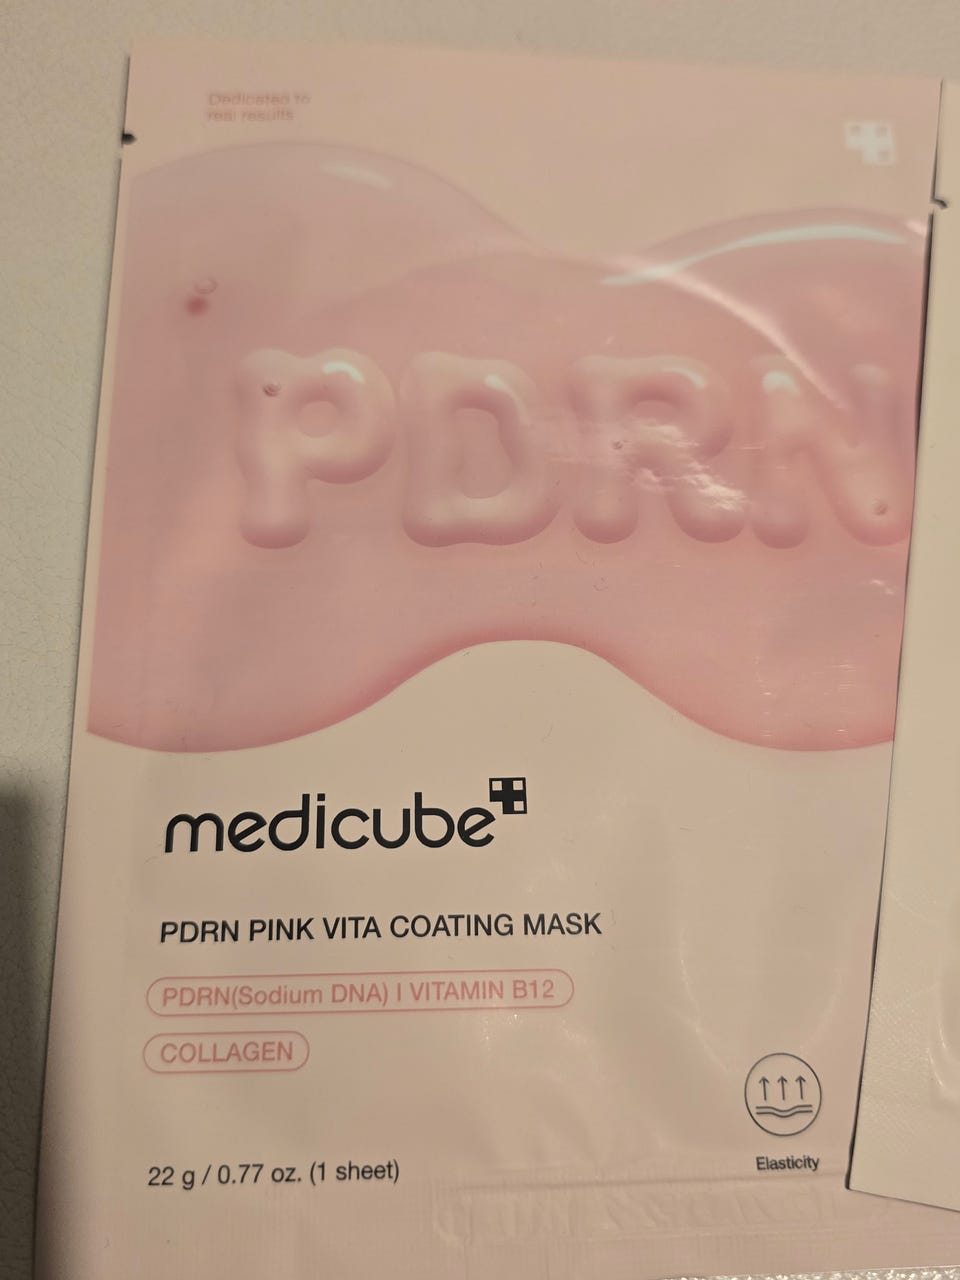 Dedicated to
real results
PDRN
medicube
PDRN PINK VITA COATING MASK
PDRN(Sodium DNA) I VITAMIN B12
COLLAGEN
Elasticity
22 g / 0.77 oz. (1 sheet)